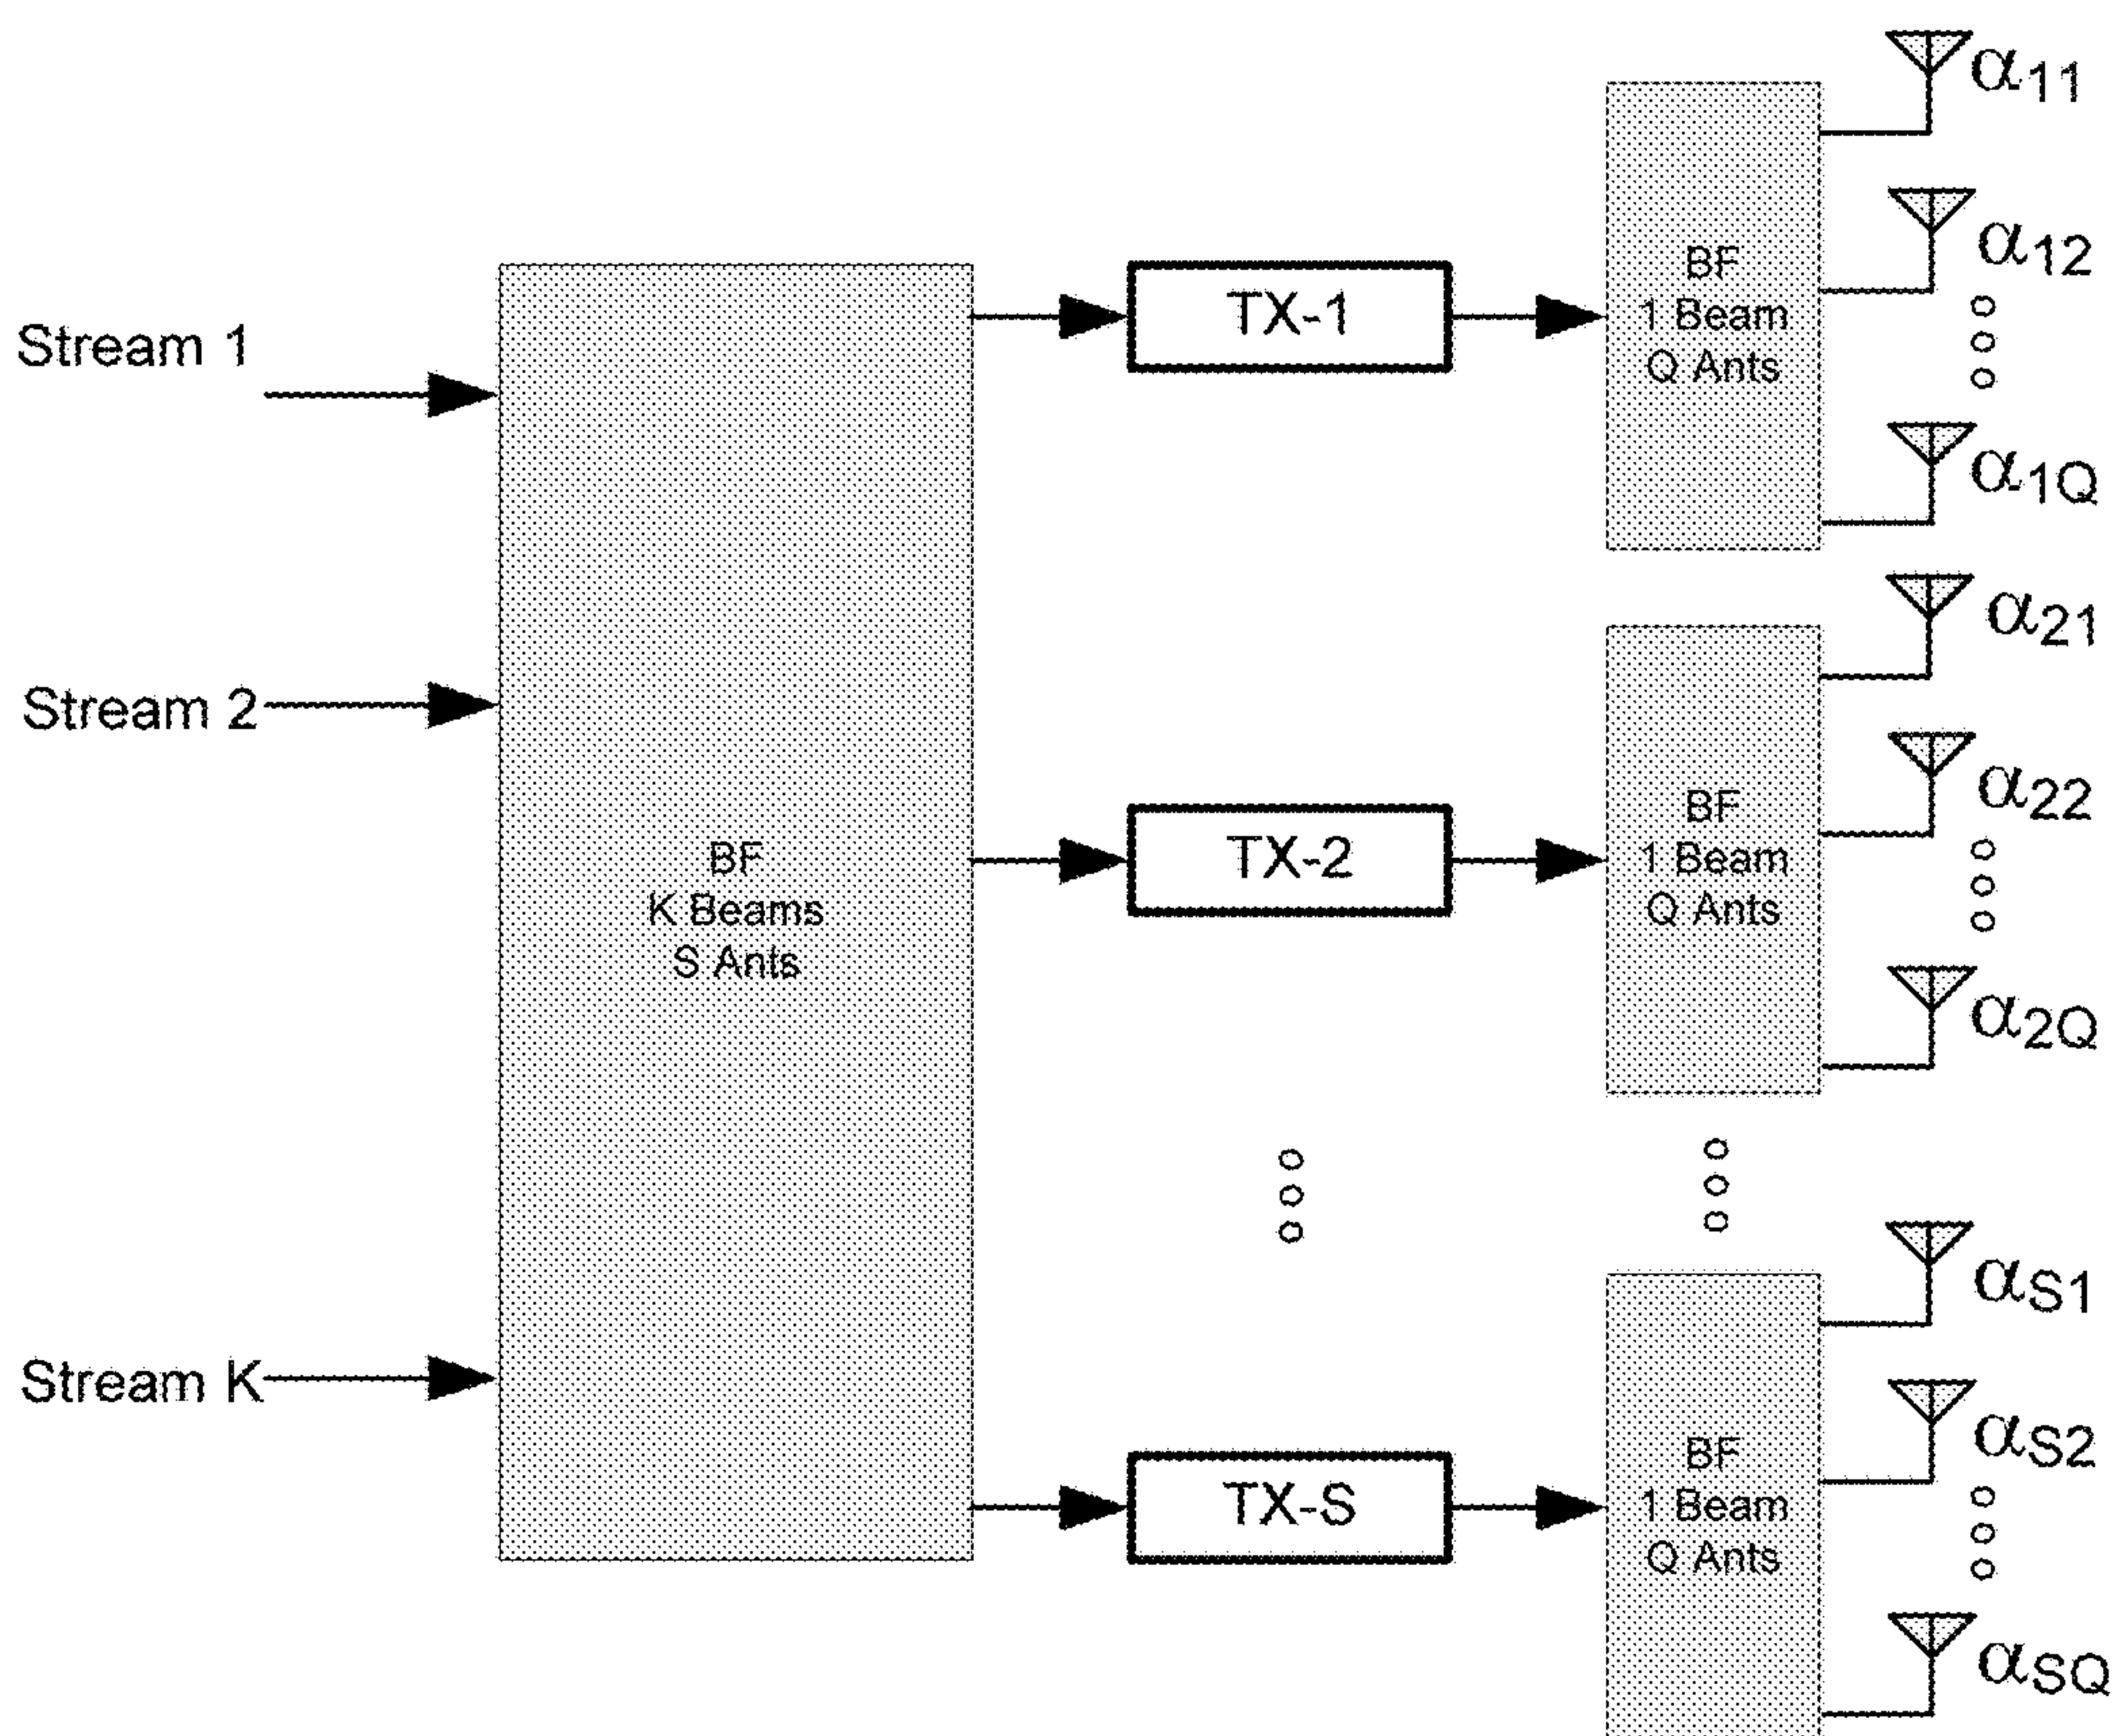 Stream 1
Stream 2
Stream K
BF
K Beams
S Ants
TX-1
TX-2
TX-S
BF
1 Beam
Q Ants
α11
α12
α1Q
BF
1 Beam
Q Ants
α21
α22
α2Q
BF
1 Beam
Q Ants
αS1
αS2
αSQ